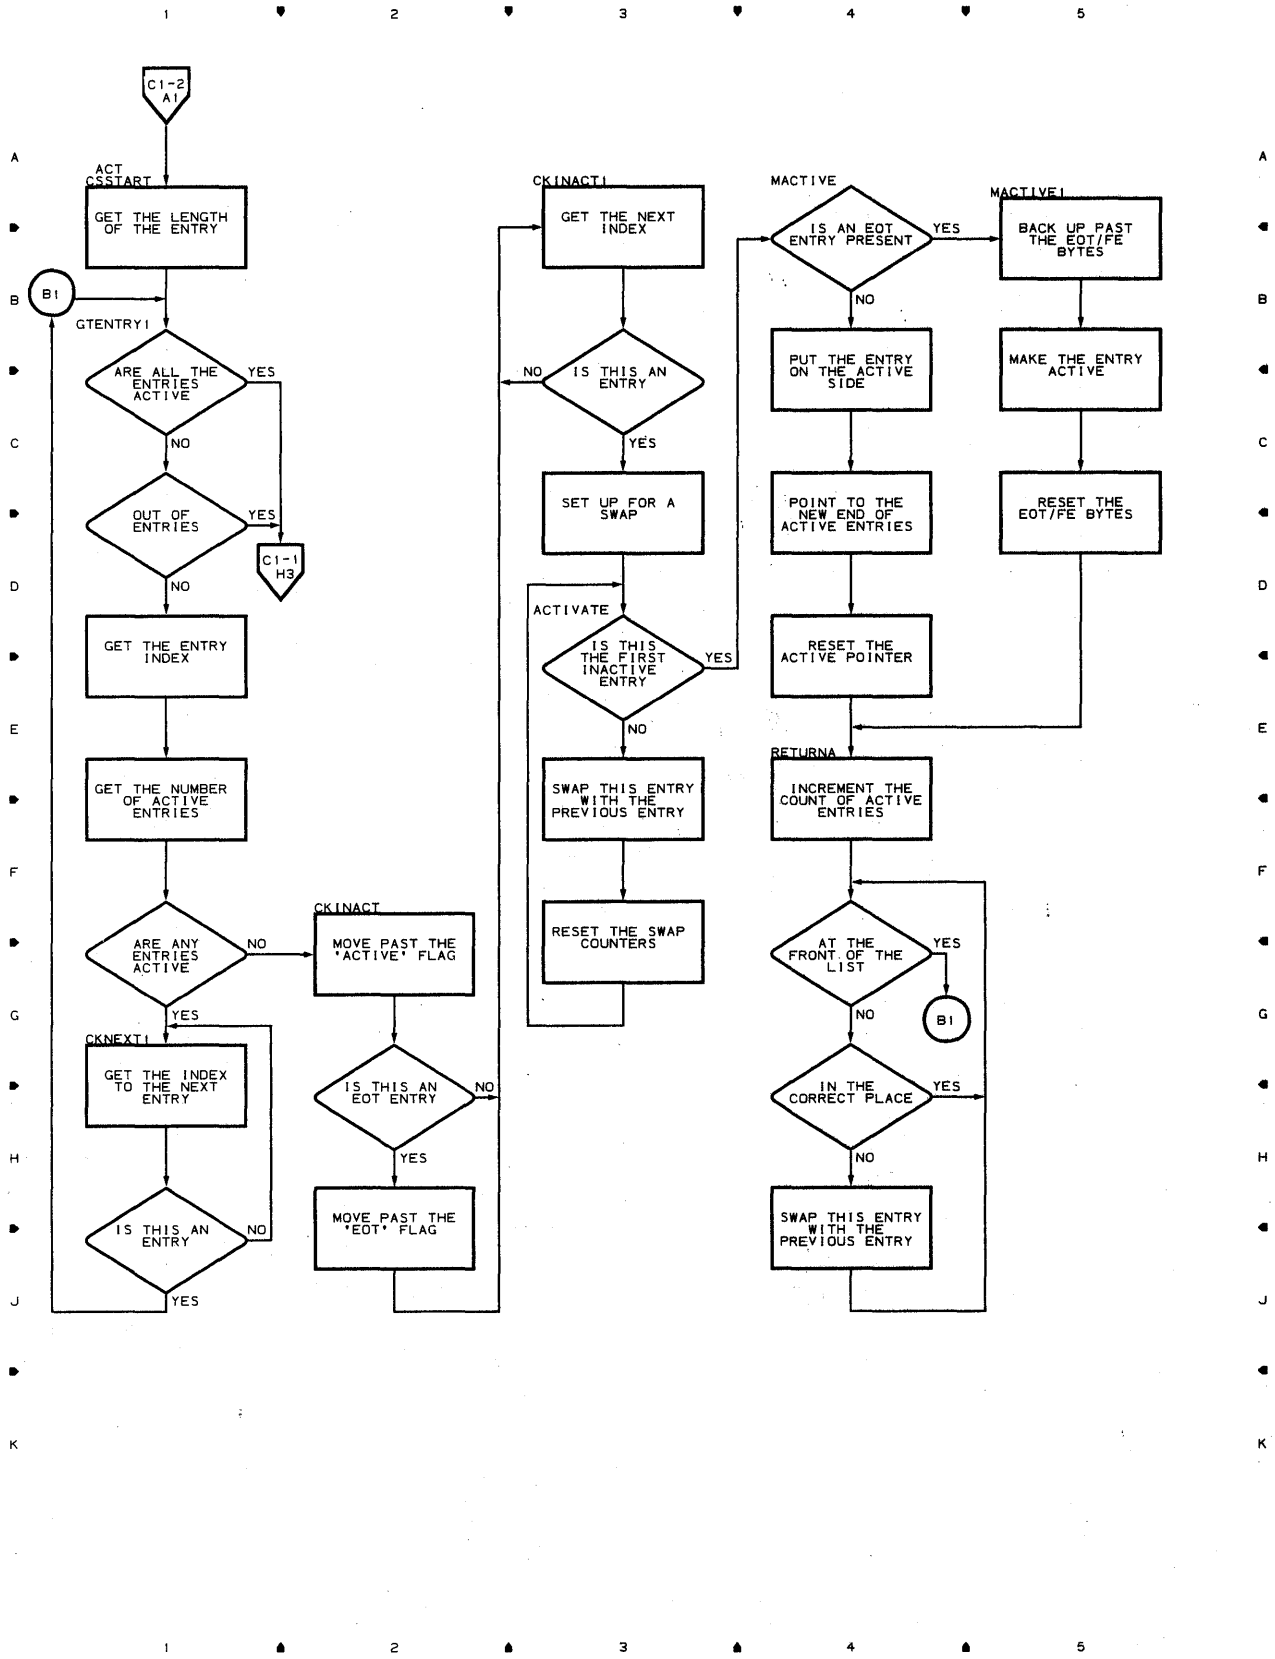 1 2 3 4 5
C1-2
A1
A A
ACT
CSSTART
GET THE LENGTH
OF THE ENTRY
B B
B1
GTENTRY1
ARE ALL THE
ENTRIES
ACTIVE
YES
NO
C C
OUT OF
ENTRIES
YES
NO
C1-1
H3
D D
GET THE ENTRY
INDEX
E E
GET THE NUMBER
OF ACTIVE
ENTRIES
F F
ARE ANY
ENTRIES
ACTIVE
NO
YES
G G
CKNEXT1
GET THE INDEX
TO THE NEXT
ENTRY
H H
IS THIS AN
ENTRY
NO
YES
J J
K K
CKINACT
MOVE PAST THE
'ACTIVE' FLAG
IS THIS AN
EOT ENTRY
NO
YES
MOVE PAST THE
'EOT' FLAG
CKINACT1
GET THE NEXT
INDEX
IS THIS AN
ENTRY
NO
YES
SET UP FOR A
SWAP
ACTIVATE
IS THIS
THE FIRST
INACTIVE
ENTRY
YES
NO
SWAP THIS ENTRY
WITH THE
PREVIOUS ENTRY
RESET THE SWAP
COUNTERS
MACTIVE
IS AN EOT
ENTRY PRESENT
YES
NO
PUT THE ENTRY
ON THE ACTIVE
SIDE
POINT TO THE
NEW END OF
ACTIVE ENTRIES
RESET THE
ACTIVE POINTER
RETURNA
INCREMENT THE
COUNT OF ACTIVE
ENTRIES
AT THE
FRONT OF THE
LIST
YES
NO
B1
IN THE
CORRECT PLACE
YES
NO
SWAP THIS ENTRY
WITH THE
PREVIOUS ENTRY
MACTIVE1
BACK UP PAST
THE EOT/FE
BYTES
MAKE THE ENTRY
ACTIVE
RESET THE
EOT/FE BYTES
1 2 3 4 5